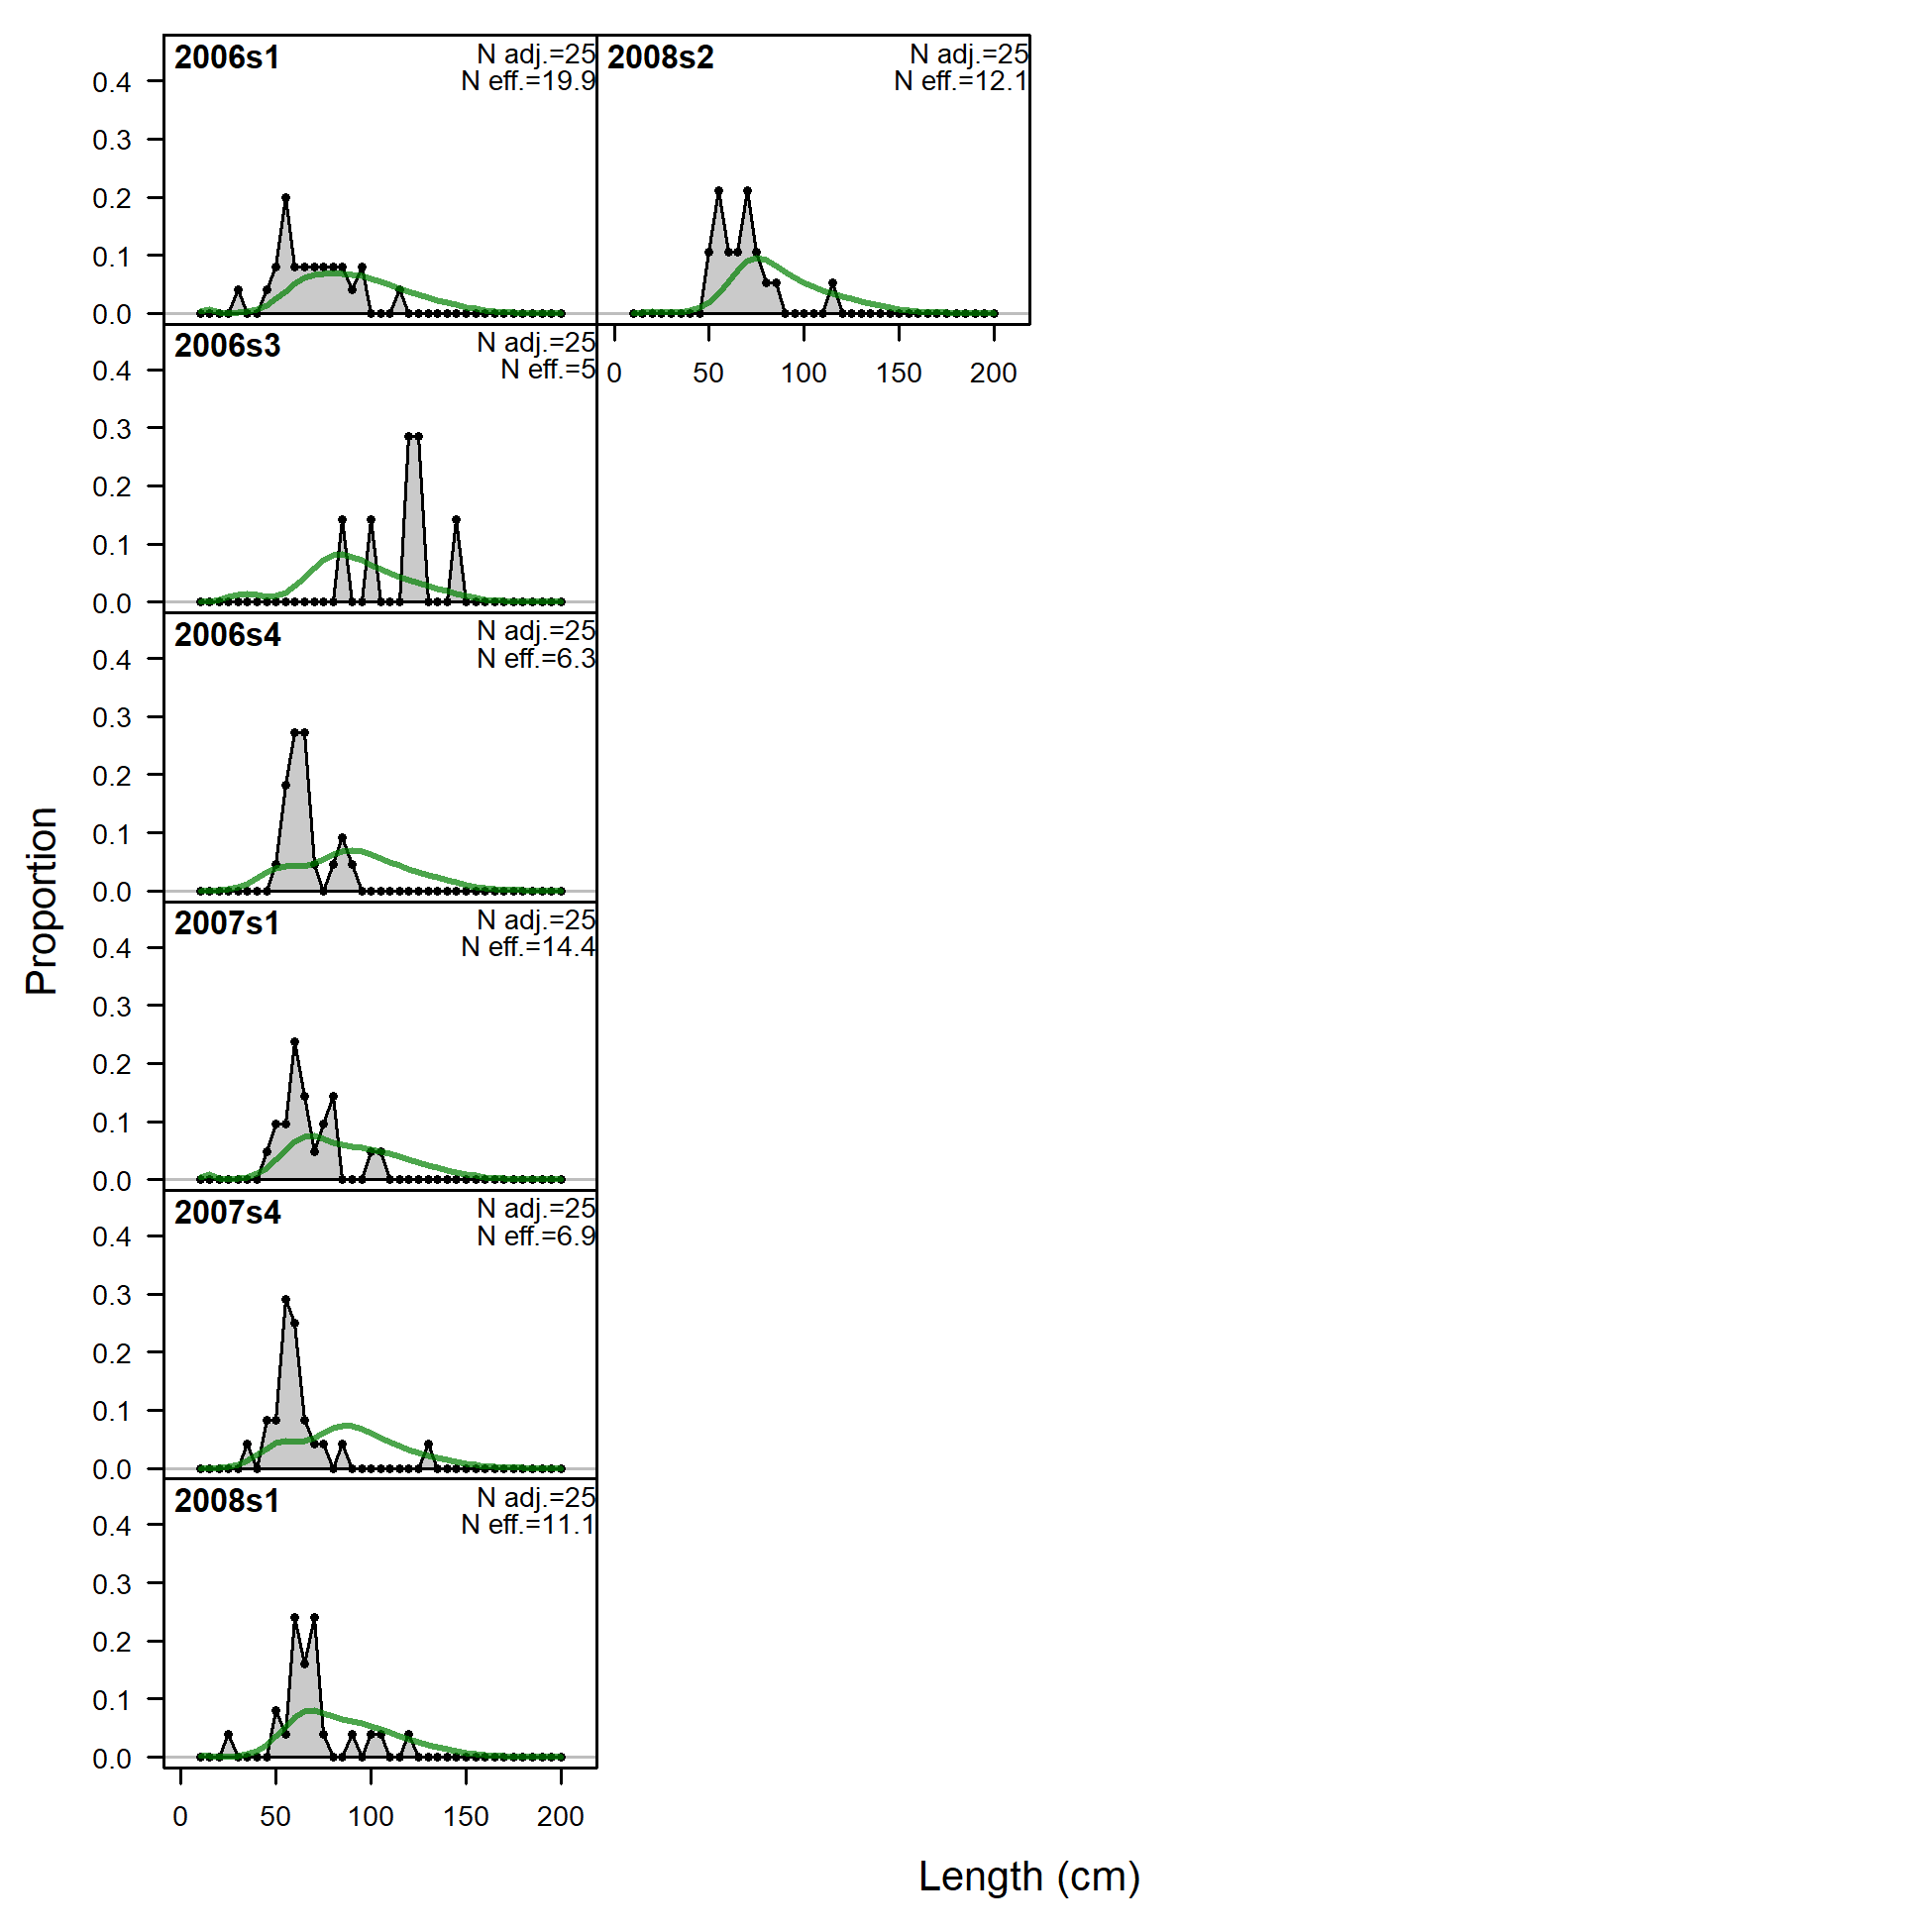 2006s1
N adj.=25
N eff.=19.9
0.4
0.3
0.2
0.1
0.0
2008s2
N adj.=25
N eff.=12.1
0 50 100 150 200
2006s3
N adj.=25
N eff.=5
0.4
0.3
0.2
0.1
0.0
2006s4
N adj.=25
N eff.=6.3
0.4
0.3
0.2
0.1
0.0
2007s1
N adj.=25
N eff.=14.4
0.4
0.3
0.2
0.1
0.0
2007s4
N adj.=25
N eff.=6.9
0.4
0.3
0.2
0.1
0.0
2008s1
N adj.=25
N eff.=11.1
0.4
0.3
0.2
0.1
0.0
0 50 100 150 200
Proportion
Length (cm)